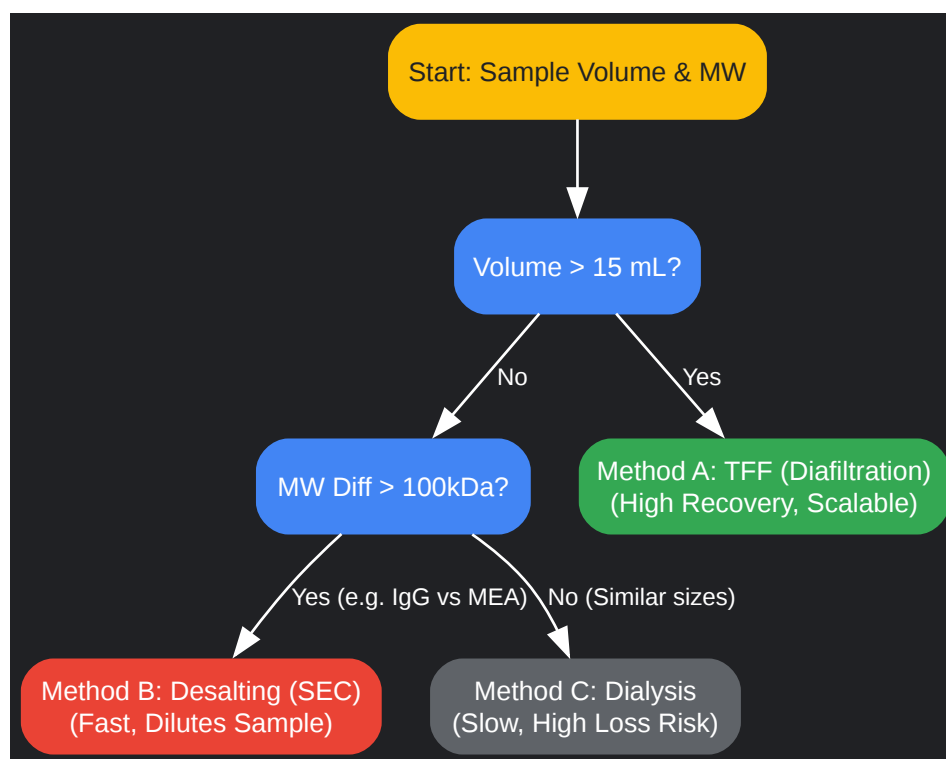 Start: Sample Volume & MW
Volume > 15 mL?
No
Yes
MW Diff > 100kDa?
Method A: TFF (Diafiltration)
(High Recovery, Scalable)
Yes (e.g. IgG vs MEA)
No (Similar sizes)
Method B: Desalting (SEC)
(Fast, Dilutes Sample)
Method C: Dialysis
(Slow, High Loss Risk)